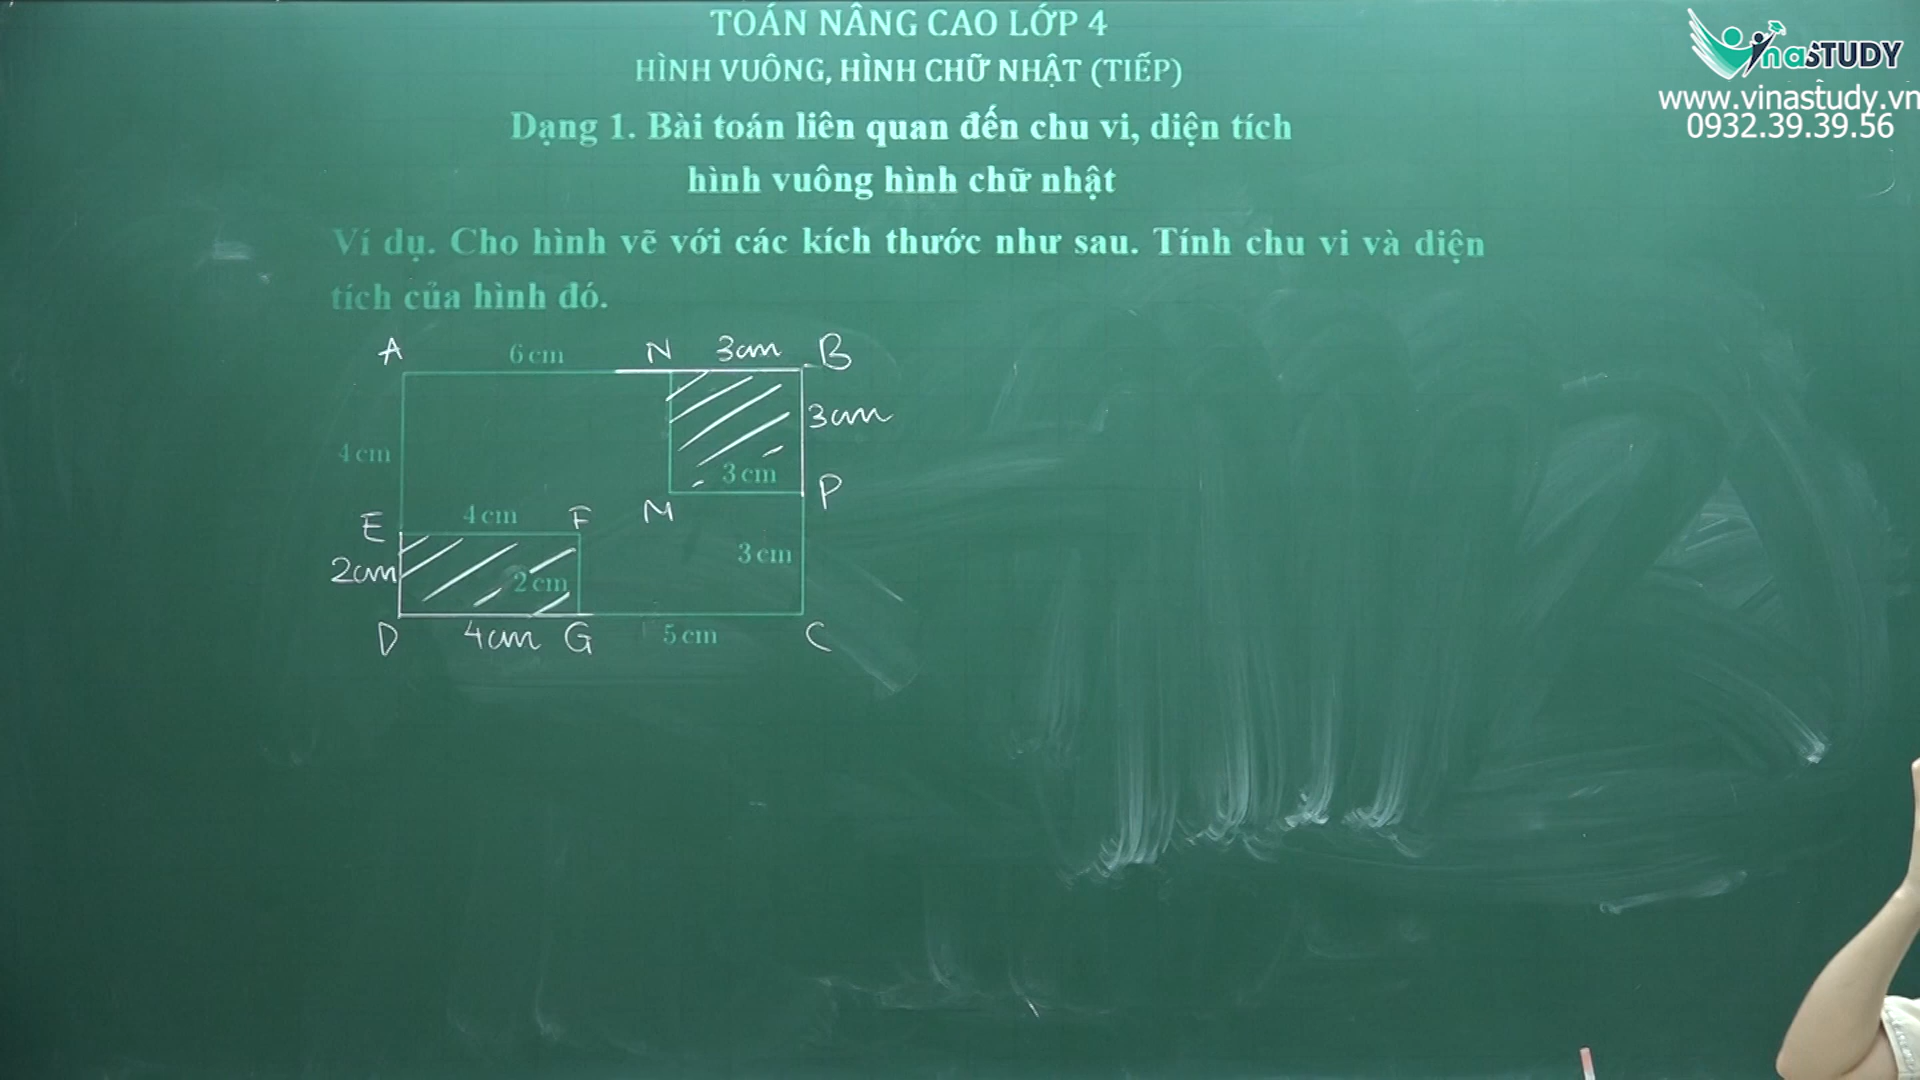 TOÁN NÂNG CAO LỚP 4
HÌNH VUÔNG, HÌNH CHỮ NHẬT (TIẾP)
Dạng 1. Bài toán liên quan đến chu vi, diện tích
hình vuông hình chữ nhật
VinaSTUDY
www.vinastudy.vn
0932.39.39.56
Ví dụ. Cho hình vẽ với các kích thước như sau. Tính chu vi và diện
tích của hình đó.
A 6 cm N 3cm B
3cm
4 cm
3 cm
E 4 cm F M P
3 cm
2cm 2 cm
D 4cm G 5 cm C